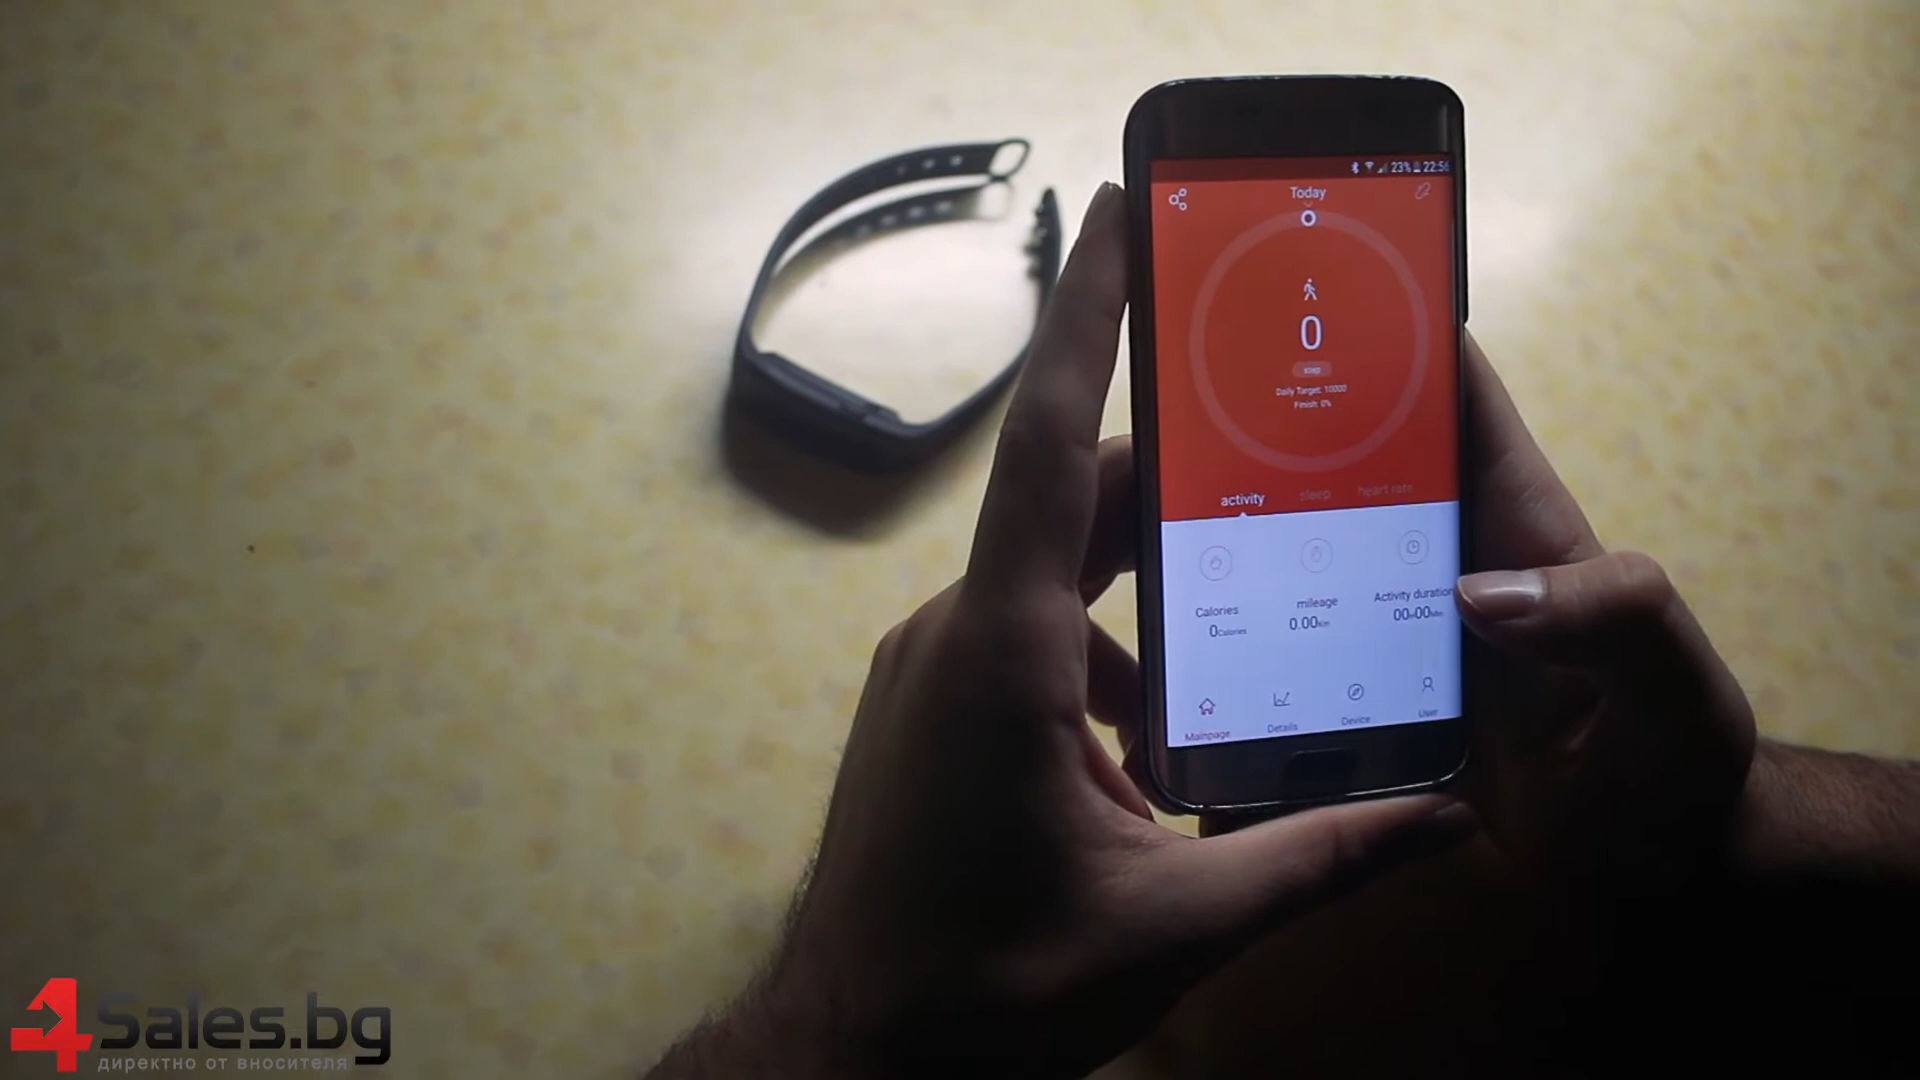 23% 22:56
Today
0
step
Daily Target: 10000
Finish: 0%
activity sleep heart rate
Calories mileage Activity duration
0Calories 0.00Km 00H00Min
Mainpage Details Device User
4Sales.bg
директно от вносителя